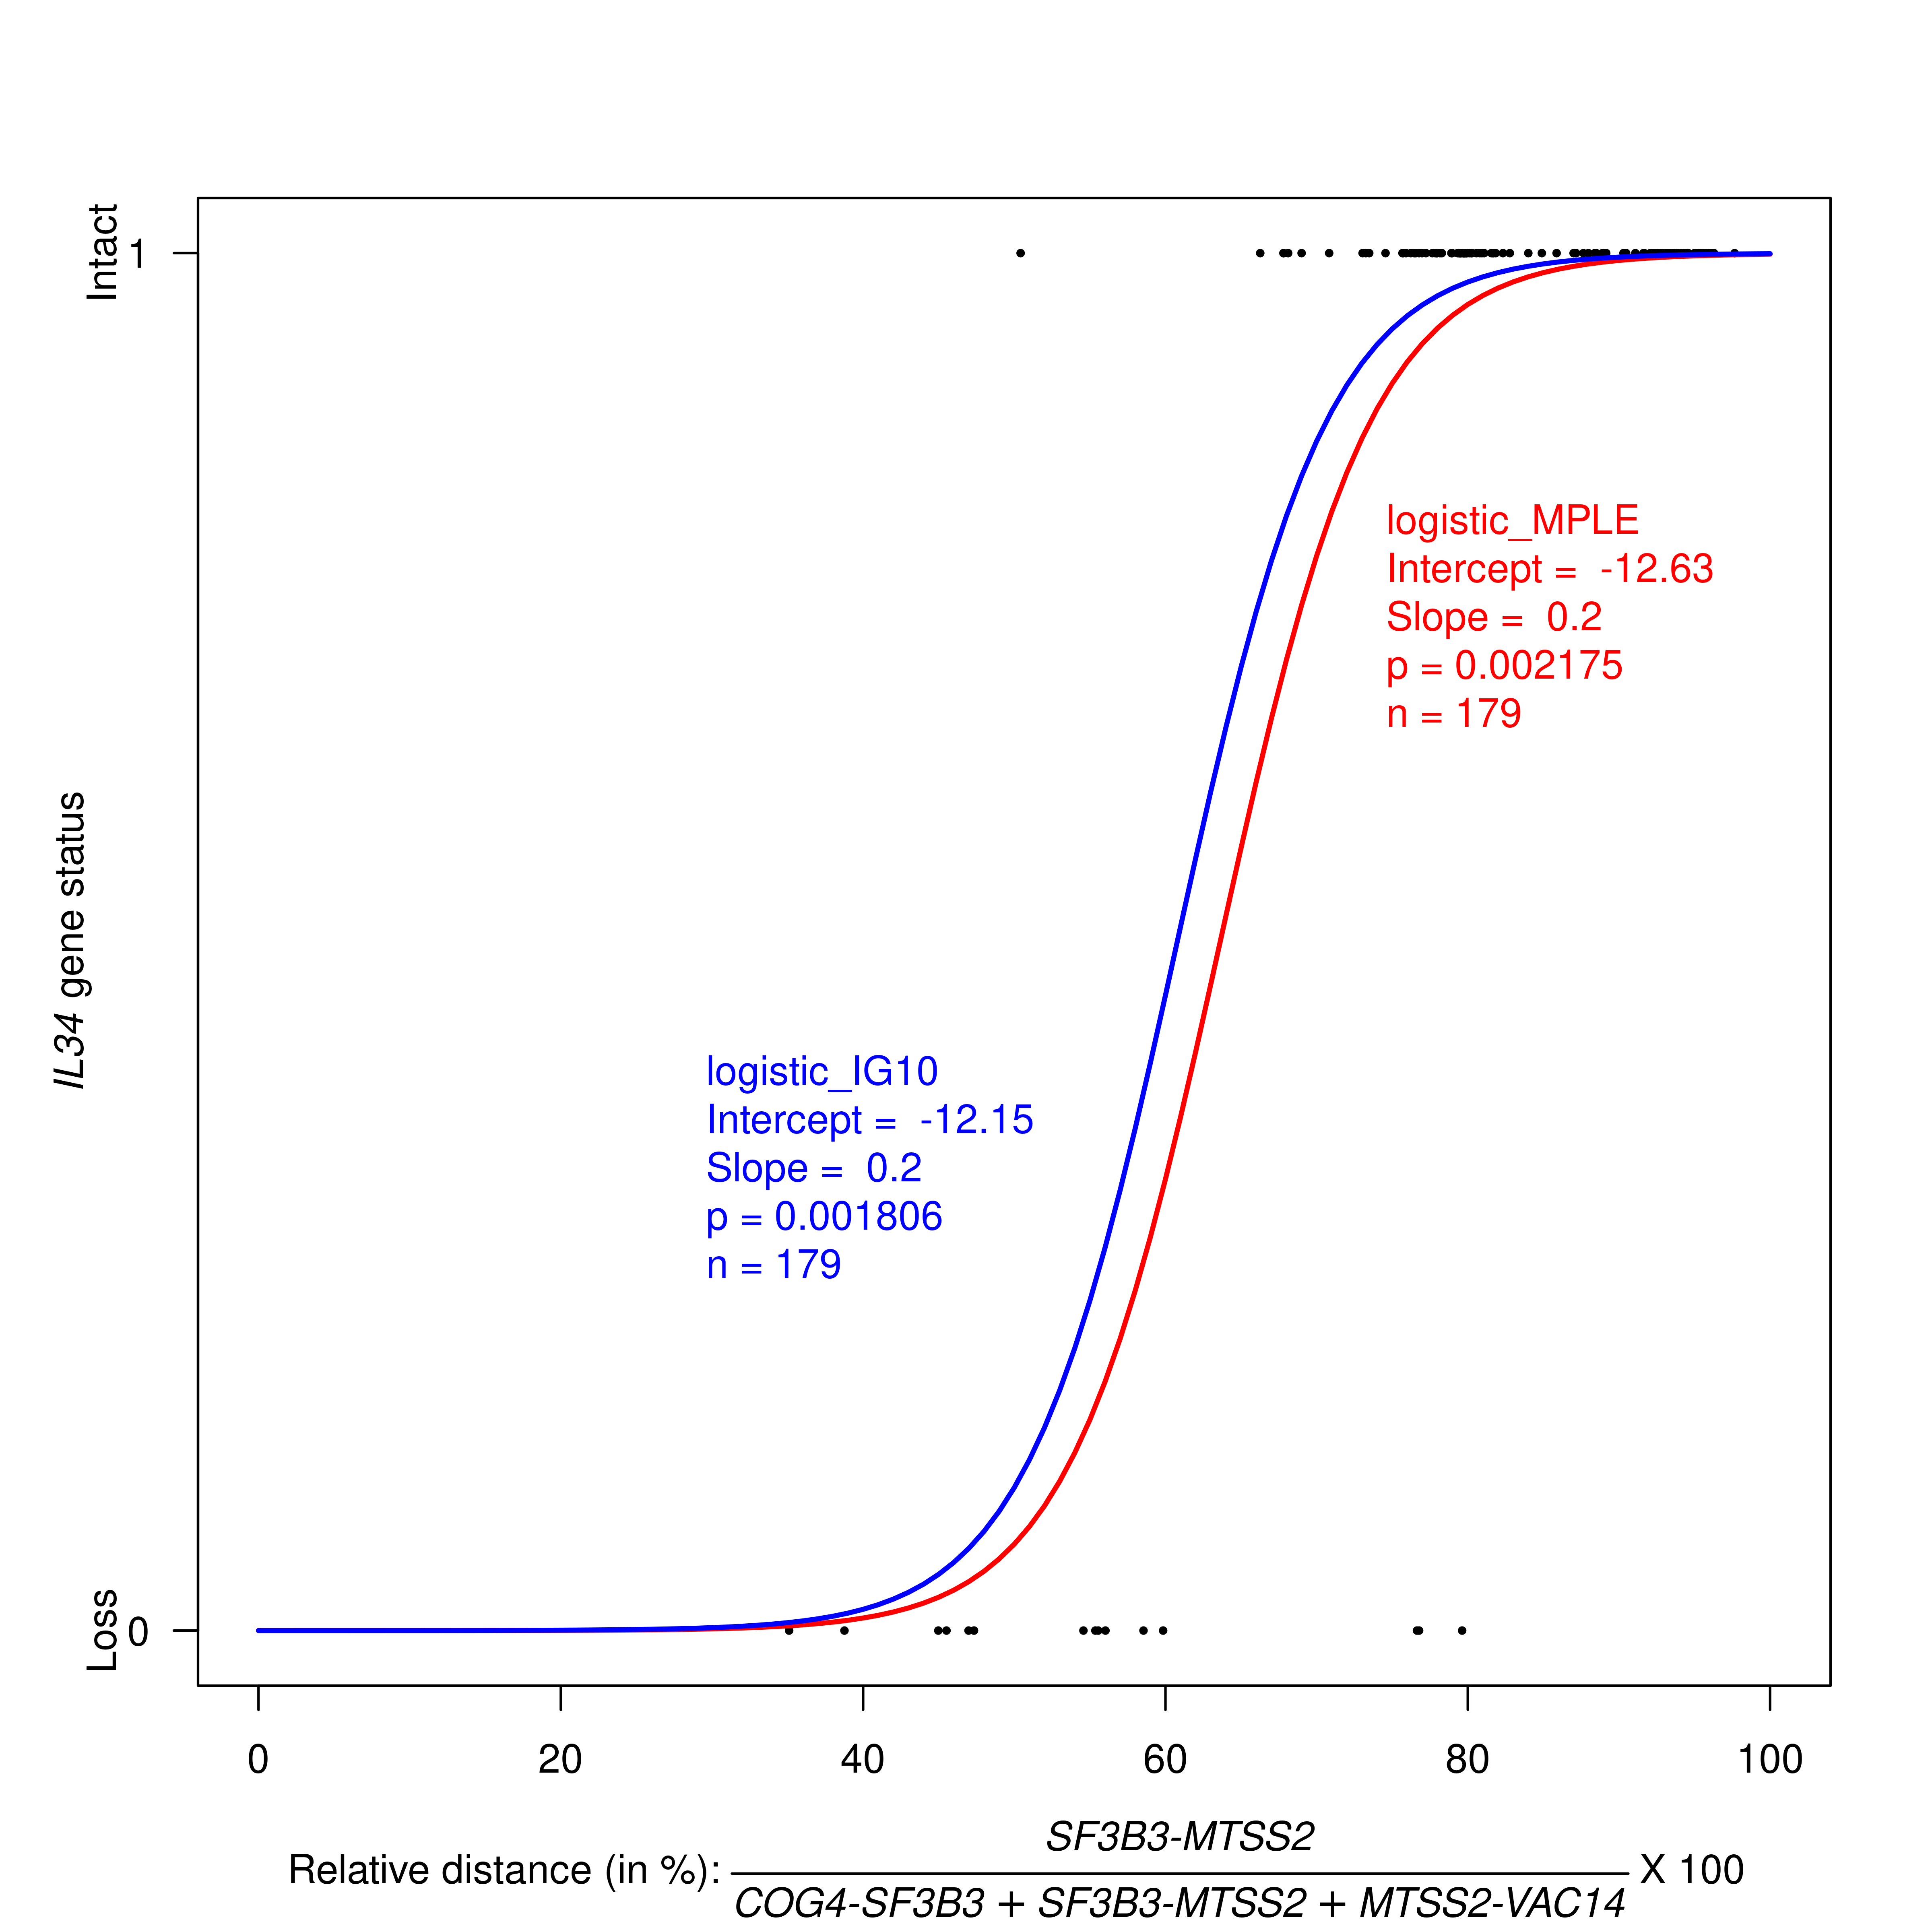 Intact
1
IL34 gene status
Loss
0
logistic_MPLE
Intercept = -12.63
Slope = 0.2
p = 0.002175
n = 179
logistic_IG10
Intercept = -12.15
Slope = 0.2
p = 0.001806
n = 179
0 20 40 60 80 100
SF3B3-MTSS2
Relative distance (in %): X 100
COG4-SF3B3 + SF3B3-MTSS2 + MTSS2-VAC14